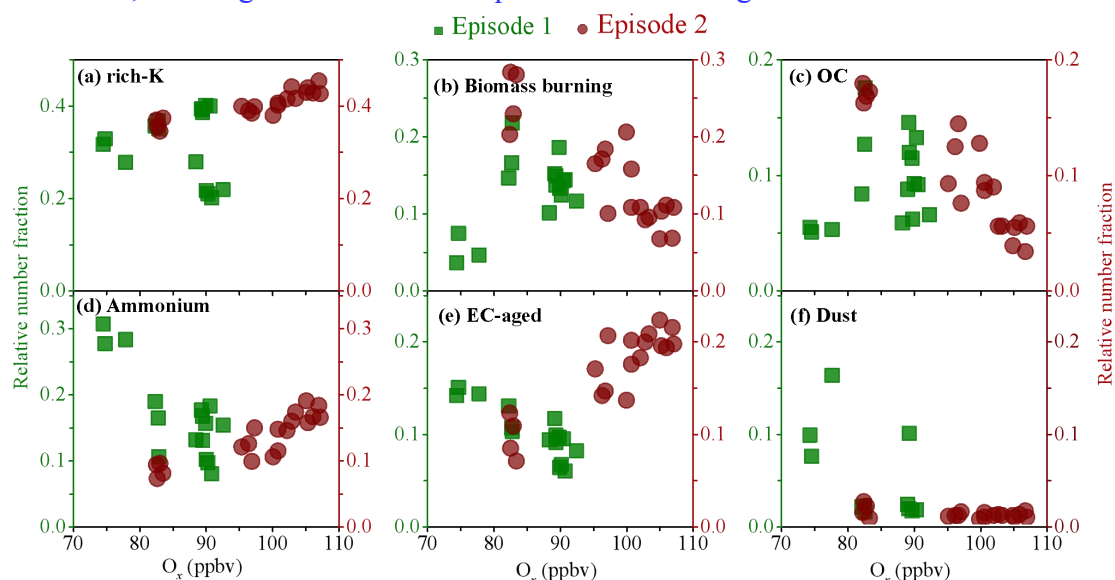 Episode 1 Episode 2
(a) rich-K
(b) Biomass burning
(c) OC
0.4
0.2
0.0
0.4
0.2
0.0
0.3
0.2
0.1
0.0
0.3
0.2
0.1
0.0
0.2
0.1
0.0
0.2
0.1
0.0
Relative number fraction
Relative number fraction
(d) Ammonium
(e) EC-aged
(f) Dust
0.3
0.2
0.1
0.0
0.3
0.2
0.1
0.0
0.2
0.1
0.0
0.2
0.1
0.0
0.2
0.1
0.0
0.2
0.1
0.0
70 80 90 100 110
70 80 90 100 110
70 80 90 100 110
Ox (ppbv)
Ox (ppbv)
Ox (ppbv)